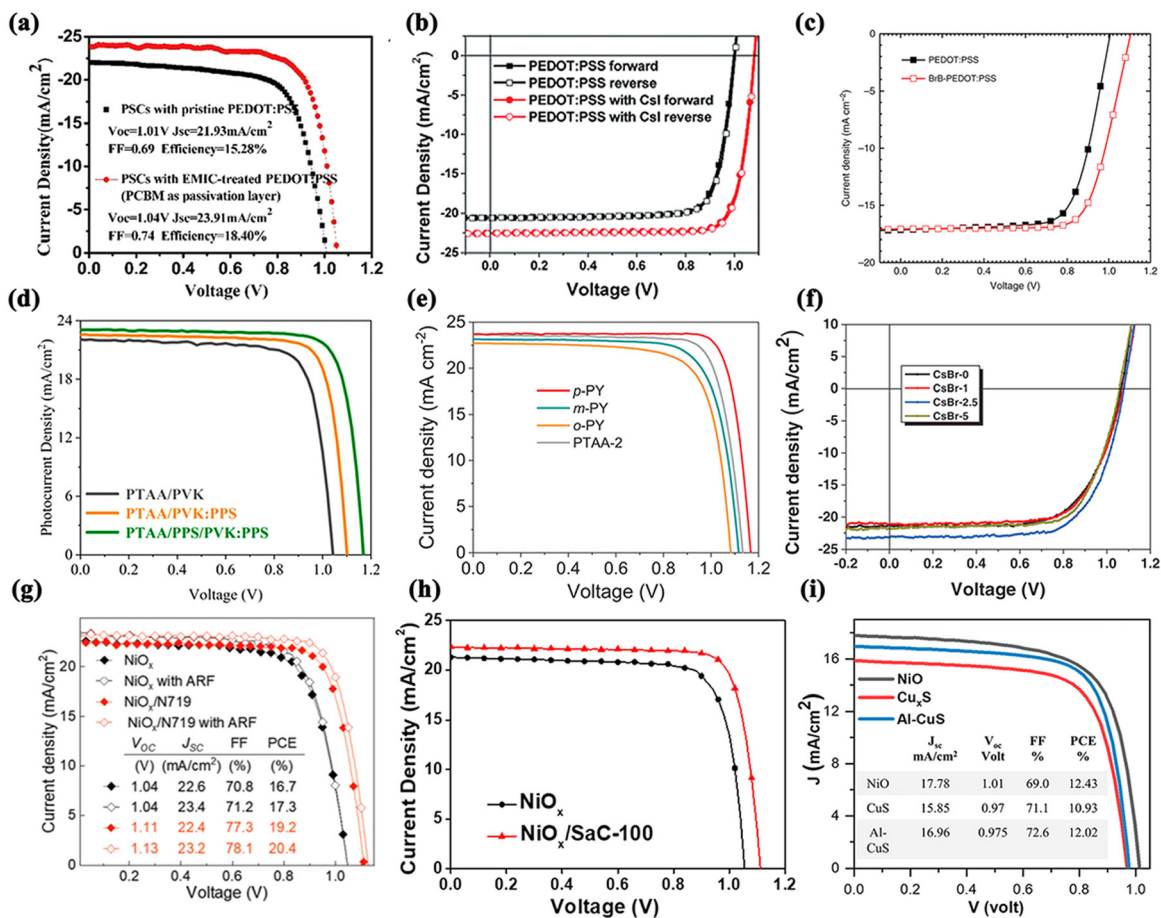 (a)
-25
-20
-15
-10
-5
0
Current Density(mA/cm²)
PSCs with pristine PEDOT:PSS
Voc=1.01V Jsc=21.93mA/cm²
FF=0.69 Efficiency=15.28%
PSCs with EMIC-treated PEDOT:PSS
(PCBM as passivation layer)
Voc=1.04V Jsc=23.91mA/cm²
FF=0.74 Efficiency=18.40%
0.0 0.2 0.4 0.6 0.8 1.0 1.2
Voltage (V)
(b)
0
-5
-10
-15
-20
-25
Current Density (mA/cm²)
PEDOT:PSS forward
PEDOT:PSS reverse
PEDOT:PSS with CsI forward
PEDOT:PSS with CsI reverse
0.0 0.2 0.4 0.6 0.8 1.0
Voltage (V)
(c)
0
−5
−10
−15
−20
Current density (mA cm⁻²)
PEDOT:PSS
BrB-PEDOT:PSS
0.0 0.2 0.4 0.6 0.8 1.0 1.2
Voltage (V)
(d)
24
18
12
6
0
Photocurrent Density (mA/cm²)
PTAA/PVK
PTAA/PVK:PPS
PTAA/PPS/PVK:PPS
0.0 0.2 0.4 0.6 0.8 1.0 1.2
Voltage (V)
(e)
25
20
15
10
5
0
Current density (mA cm⁻²)
p-PY
m-PY
o-PY
PTAA-2
0.0 0.2 0.4 0.6 0.8 1.0 1.2
Voltage (V)
(f)
10
5
0
-5
-10
-15
-20
-25
Current density (mA/cm²)
CsBr-0
CsBr-1
CsBr-2.5
CsBr-5
-0.2 0.0 0.2 0.4 0.6 0.8 1.0 1.2
Voltage (V)
(g)
20
15
10
5
0
Current density (mA/cm²)
NiOₓ
NiOₓ with ARF
NiOₓ/N719
NiOₓ/N719 with ARF
V_OC J_SC FF PCE
(V) (mA/cm²) (%) (%)
1.04 22.6 70.8 16.7
1.04 23.4 71.2 17.3
1.11 22.4 77.3 19.2
1.13 23.2 78.1 20.4
0.0 0.2 0.4 0.6 0.8 1.0
Voltage (V)
(h)
25
20
15
10
5
0
Current Density (mA/cm²)
NiOₓ
NiOₓ/SaC-100
0.0 0.2 0.4 0.6 0.8 1.0 1.2
Voltage (V)
(i)
16
12
8
4
0
J (mA/cm²)
NiO
CuₓS
Al-CuS
J_sc V_oc FF PCE
mA/cm² Volt % %
NiO 17.78 1.01 69.0 12.43
CuS 15.85 0.97 71.1 10.93
Al-
CuS 16.96 0.975 72.6 12.02
0.0 0.2 0.4 0.6 0.8 1.0
V (volt)